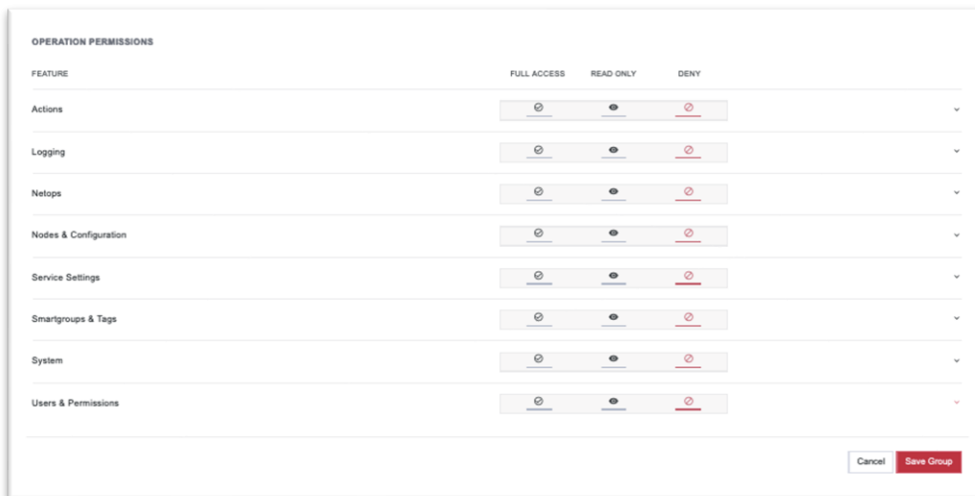 OPERATION PERMISSIONS
FEATURE FULL ACCESS READ ONLY DENY
Actions
Logging
Netops
Nodes & Configuration
Service Settings
Smartgroups & Tags
System
Users & Permissions
Cancel Save Group